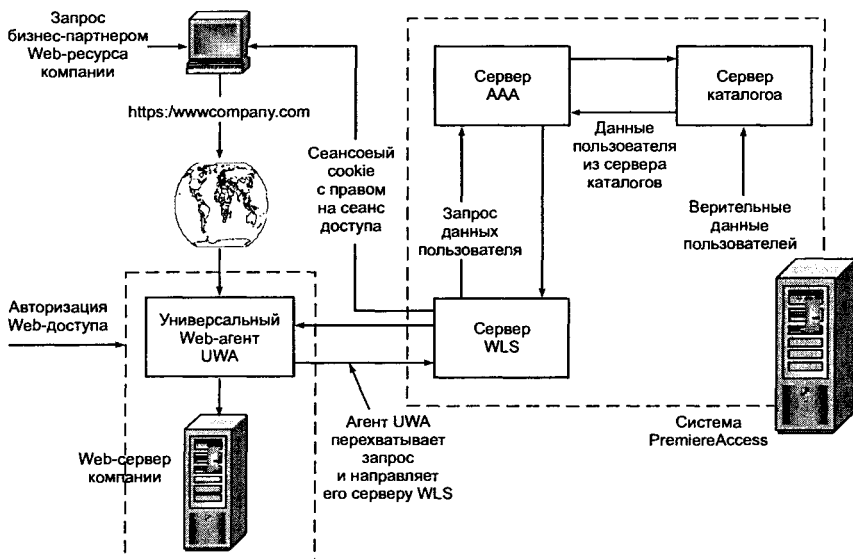 Запрос
бизнес-партнером
Web-ресурса
компании
https:/wwwcompany.com
Сеансоеый
cookie
с правом
на сеанс
доступа
Авторизация
Web-доступа
Универсальный
Web-агент
UWA
Web-сервер
компании
Агент UWA
перехватывает
запрос
и направляет
его серверу WLS
Сервер
AAA
Сервер
каталогоа
Данные
пользоеателя
из сервера
каталогов
Запрос
данных
пользователя
Верительные
данные
пользователей
Сервер
WLS
Система
PremiereAccess